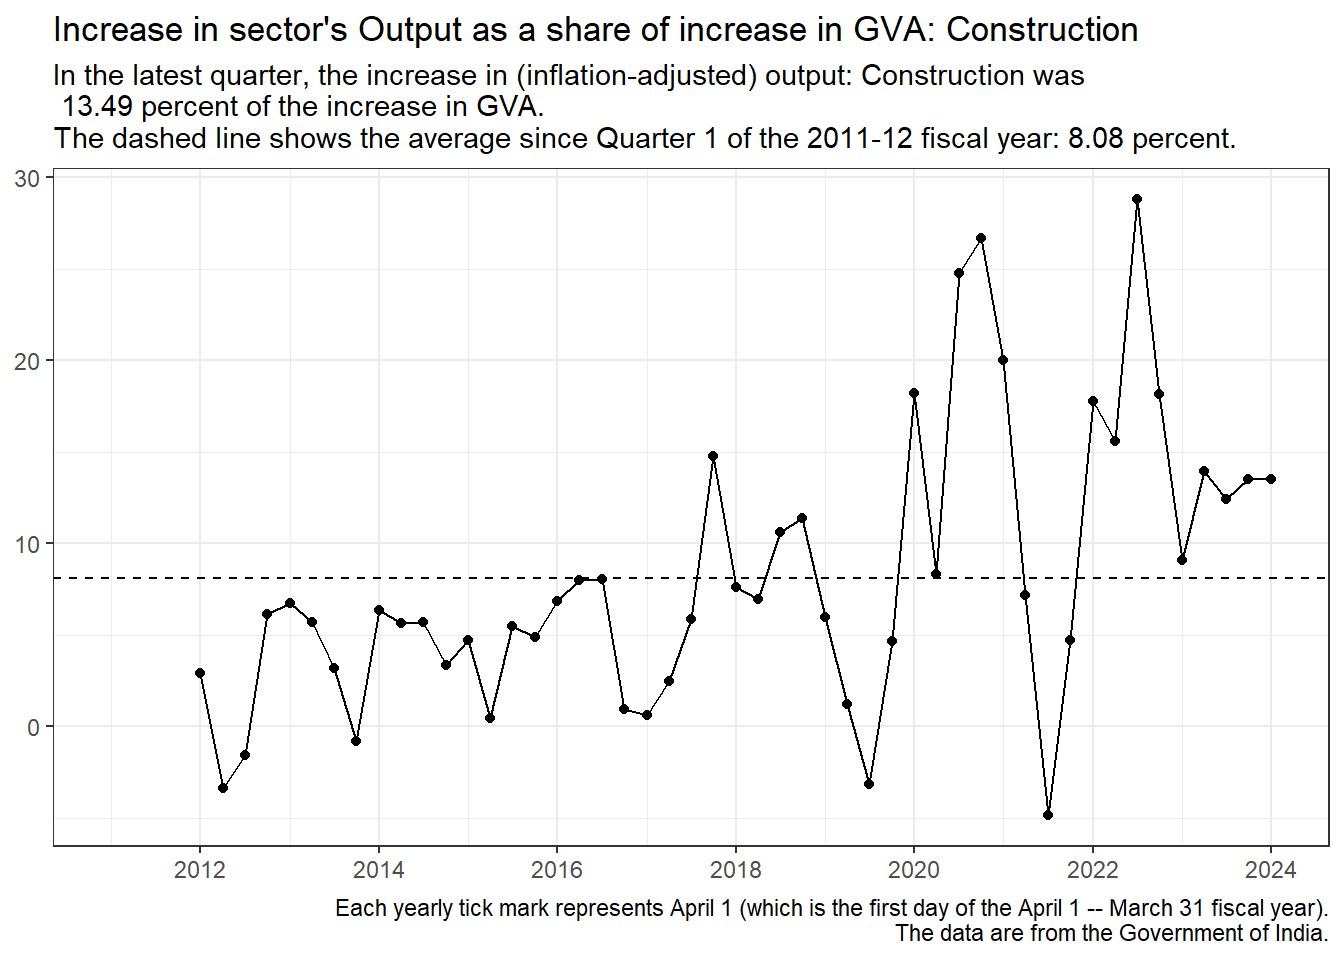 Increase in sector's Output as a share of increase in GVA: Construction
In the latest quarter, the increase in (inflation-adjusted) output: Construction was
13.49 percent of the increase in GVA.
The dashed line shows the average since Quarter 1 of the 2011-12 fiscal year: 8.08 percent.
30
20
10
0
2012 2014 2016 2018 2020 2022 2024
Each yearly tick mark represents April 1 (which is the first day of the April 1 -- March 31 fiscal year).
The data are from the Government of India.